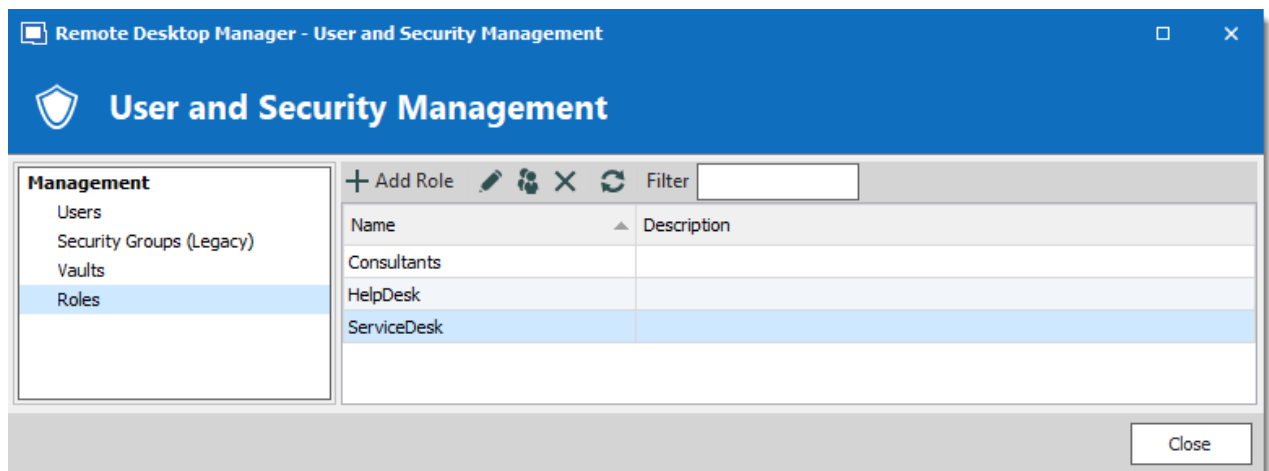 Remote Desktop Manager - User and Security Management
User and Security Management
Management
Users
Security Groups (Legacy)
Vaults
Roles
Add Role
Filter
Name
Description
Consultants
HelpDesk
ServiceDesk
Close